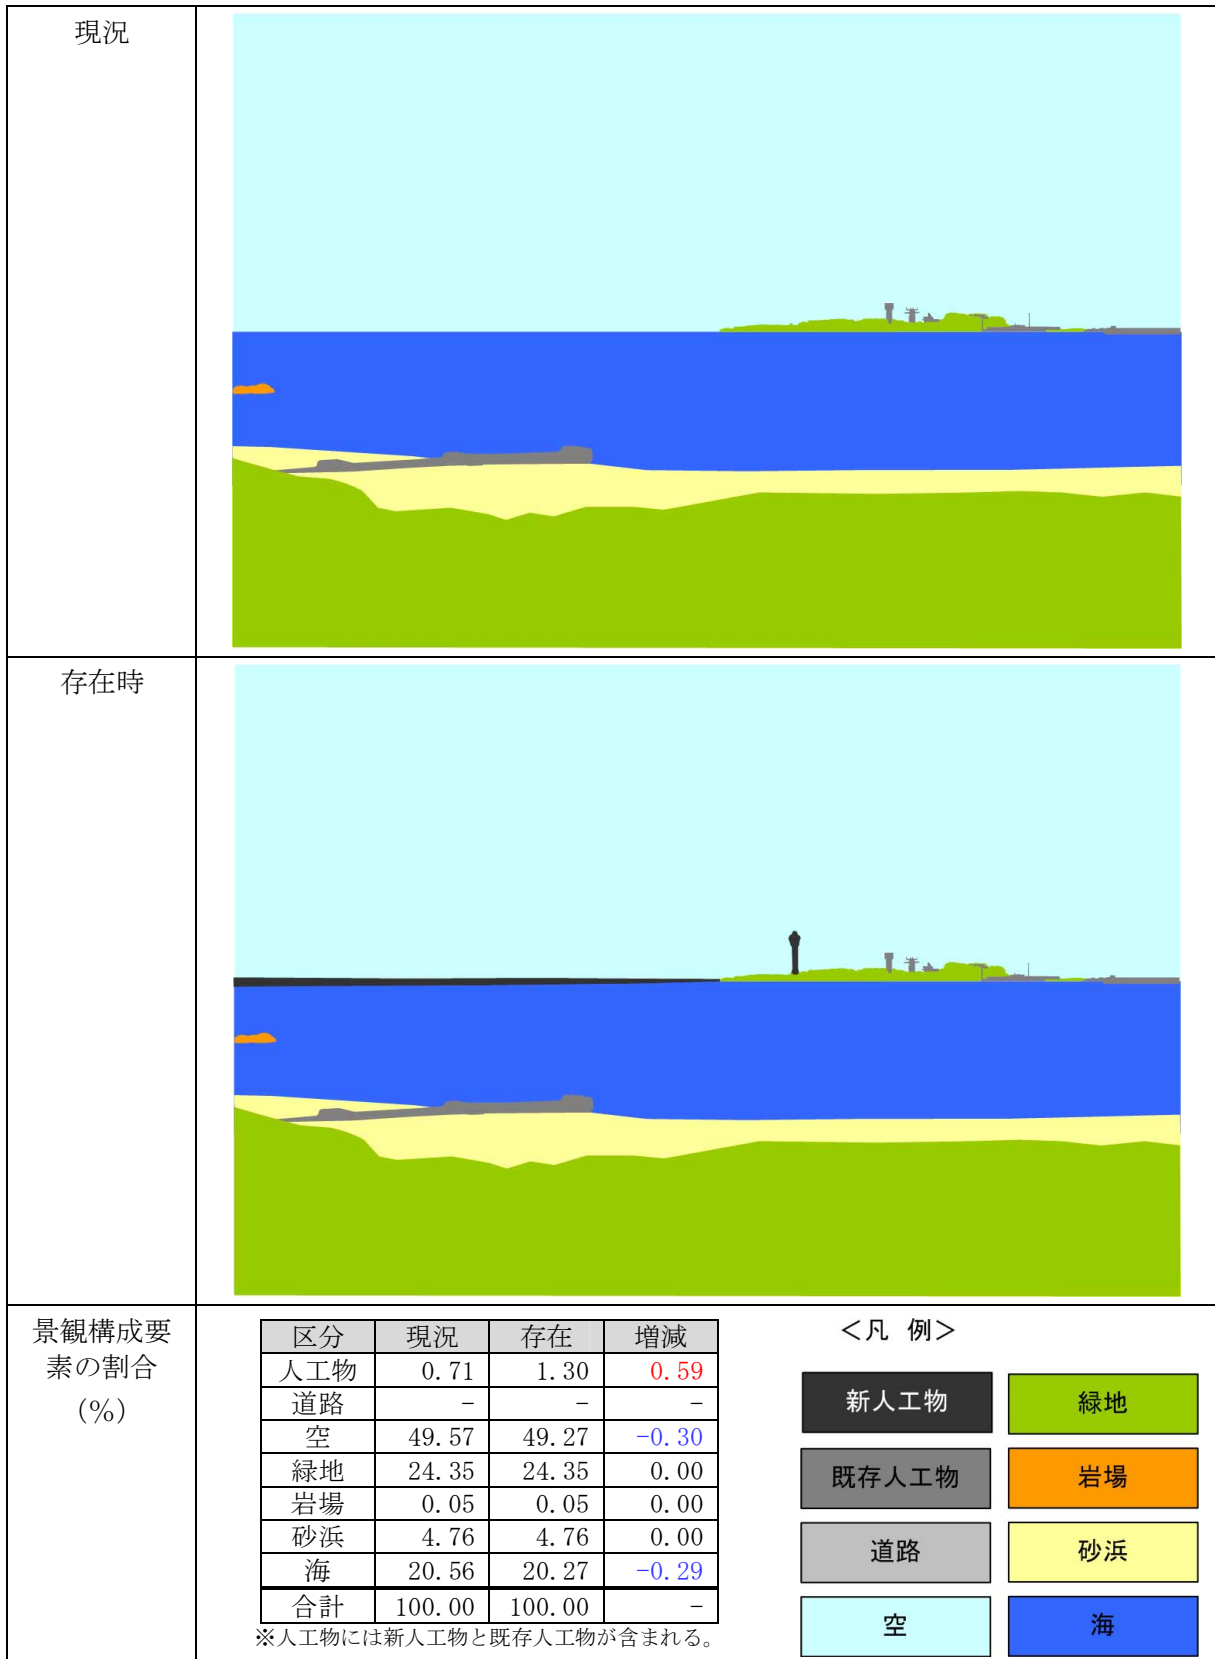 現況
存在時
景観構成要
素の割合
(%)
区分 現況 存在 増減
人工物 0.71 1.30 0.59
道路 − − −
空 49.57 49.27 -0.30
緑地 24.35 24.35 0.00
岩場 0.05 0.05 0.00
砂浜 4.76 4.76 0.00
海 20.56 20.27 -0.29
合計 100.00 100.00 −
※人工物には新人工物と既存人工物が含まれる。
＜凡 例＞
新人工物 緑地
既存人工物 岩場
道路 砂浜
空 海